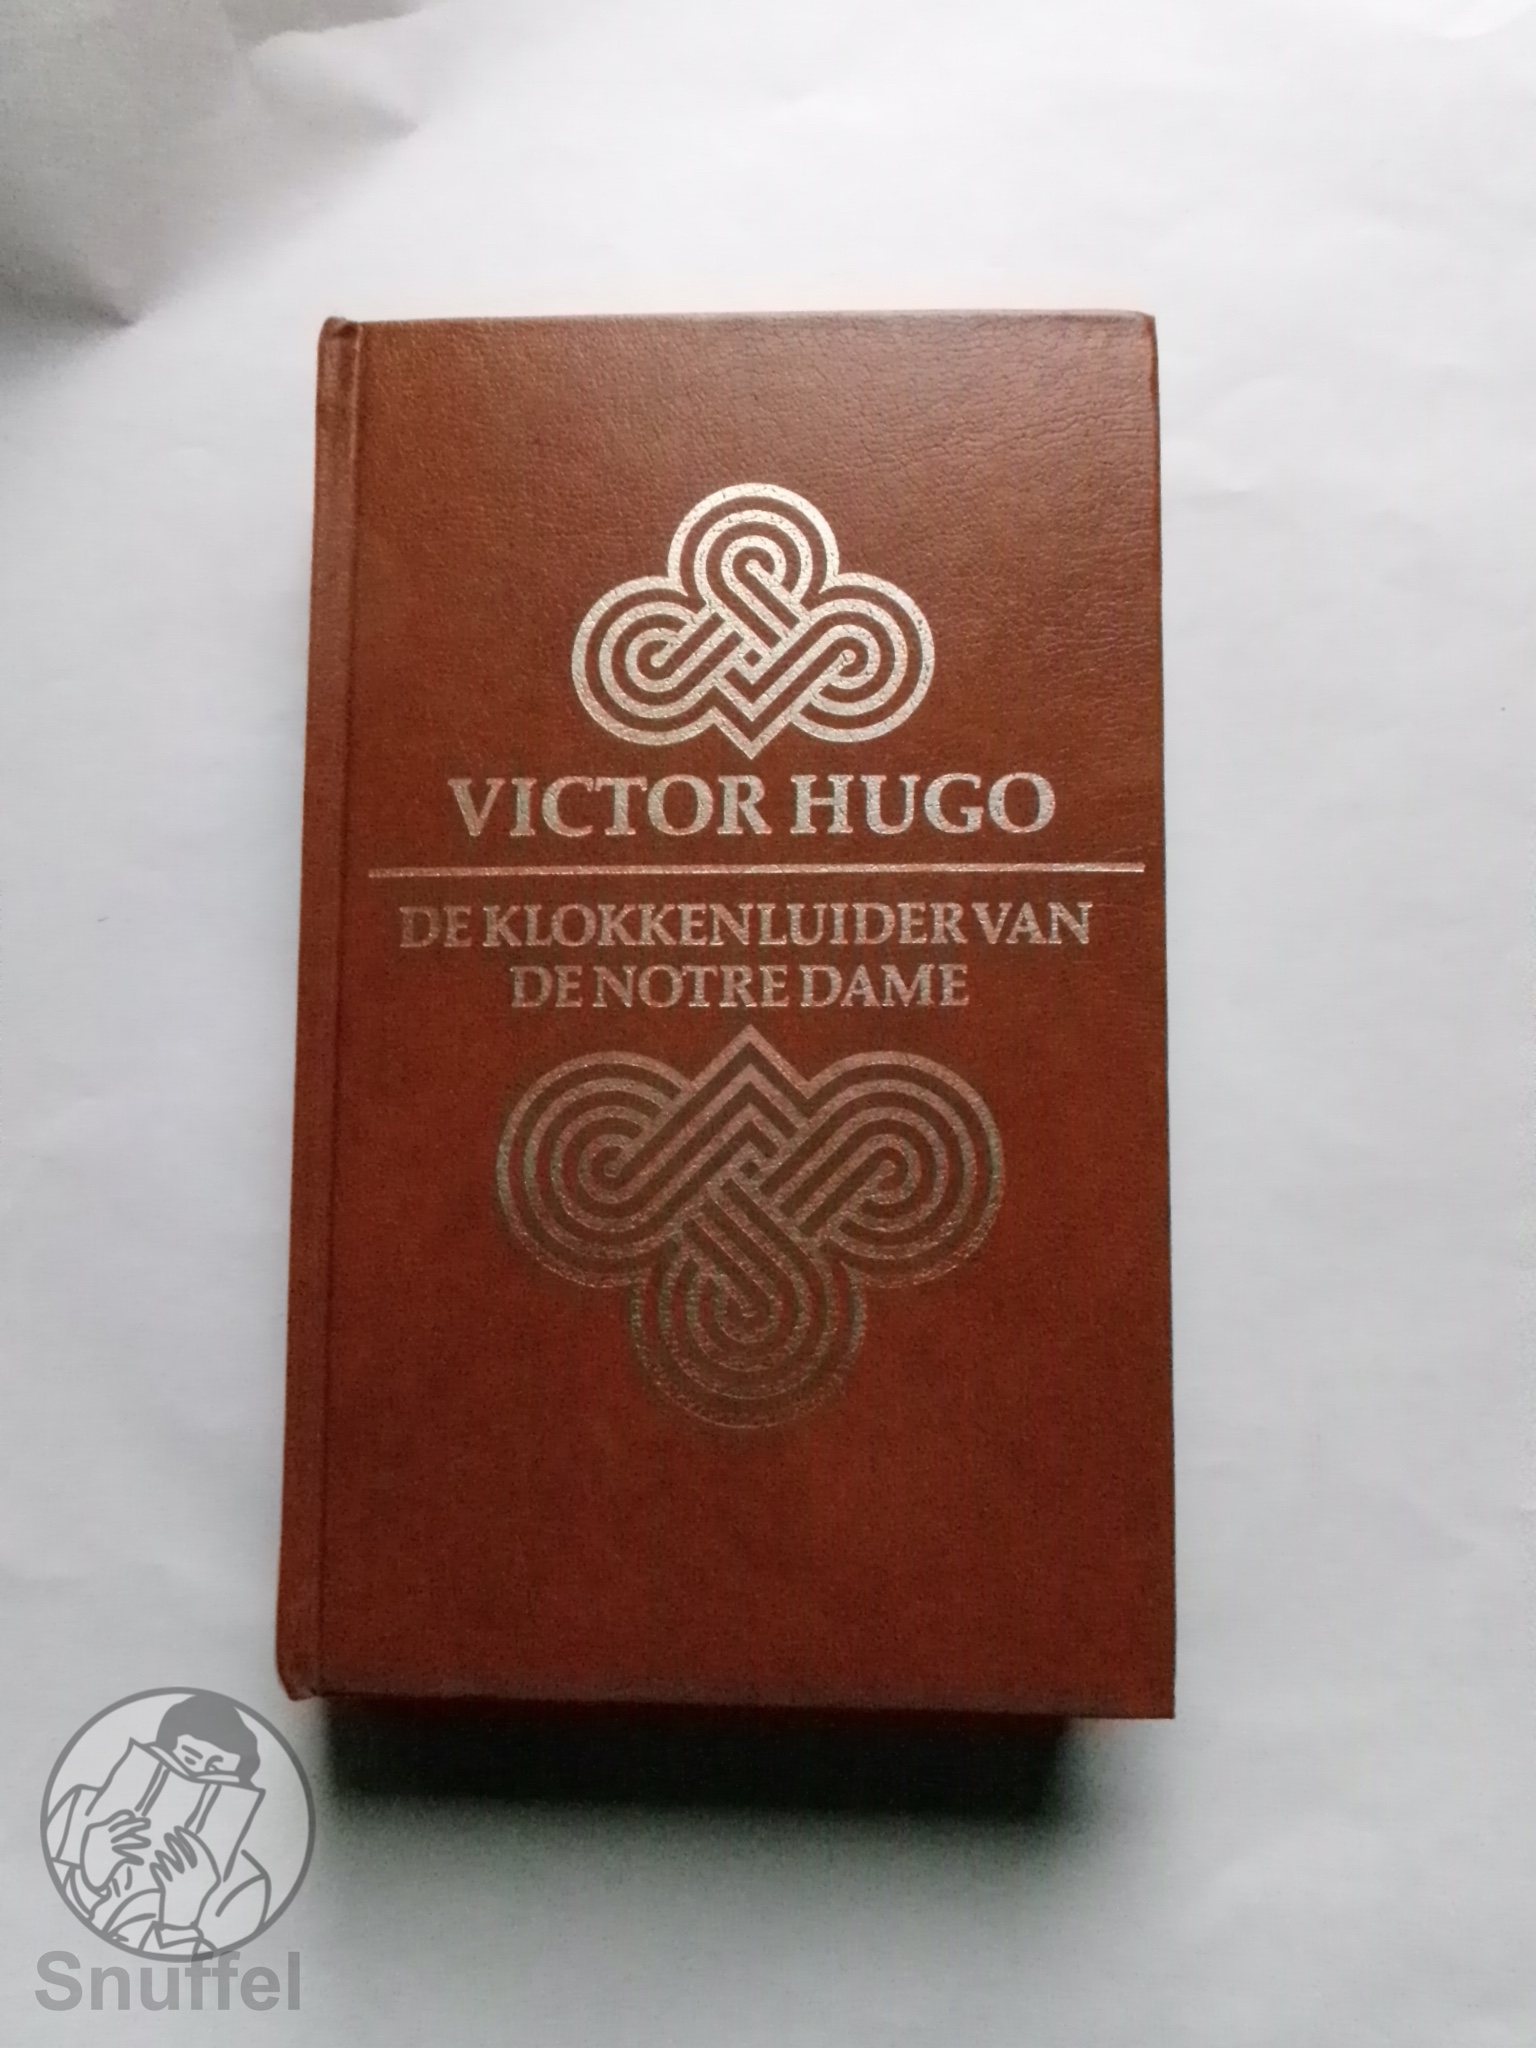 VICTOR HUGO
DE KLOKKENLUIDER VAN
DE NOTRE DAME
Snuffel